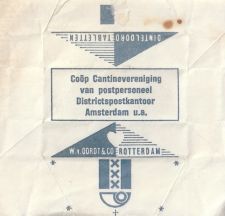 DINTELOORD TABLETTEN
Coöp Cantinevereniging
van postpersoneel
Districtspostkantoor
Amsterdam u.a.
W. v. OORDT & CO ROTTERDAM